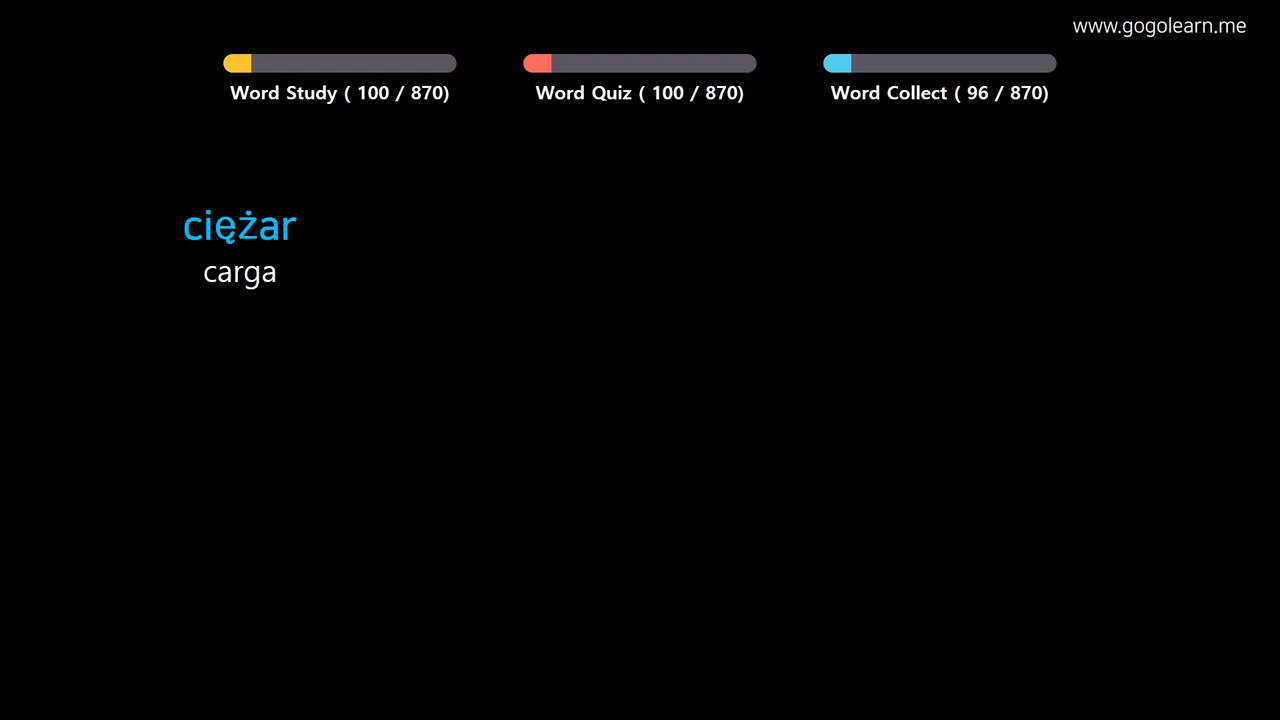 www.gogolearn.me
Word Study ( 100 / 870)
Word Quiz ( 100 / 870)
Word Collect ( 96 / 870)
ciężar
carga